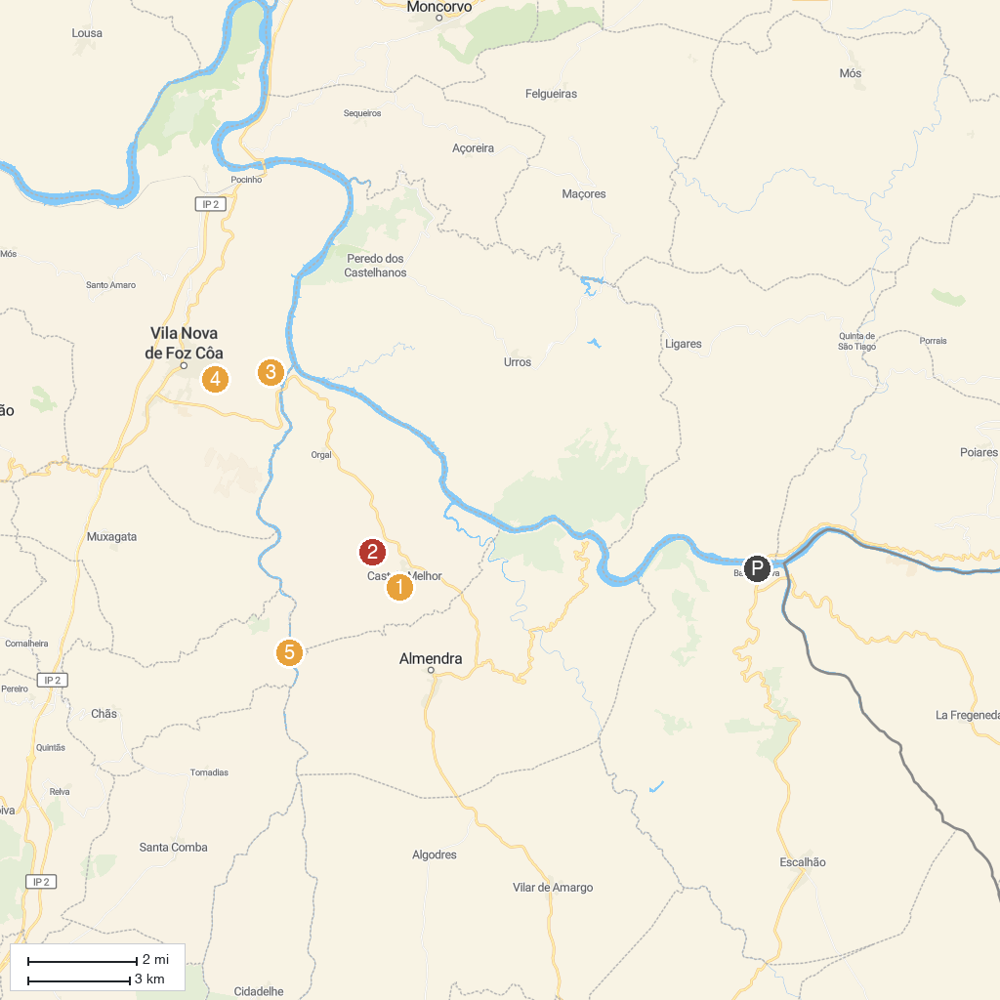 Moncorvo
Lousa
Mós
Felgueiras
Sequeiros
Açoreira
Pocinho
Maçores
IP 2
Mós
Peredo dos
Castelhanos
Santo Amaro
Vila Nova
de Foz Côa
Quinta de
São Tiago
Porrais
Ligares
Urros
3
4
ão
Orgal
Poiares
Muxagata
2
P
1
Cornalheira
5
Almendra
IP 2
Pereiro
Chãs
La Fregeneda
Quintãs
Tomadias
Relva
oiva
Santa Comba
Algodres
Escalhão
IP 2
Vilar de Amargo
2 mi
3 km
Cidadelhe